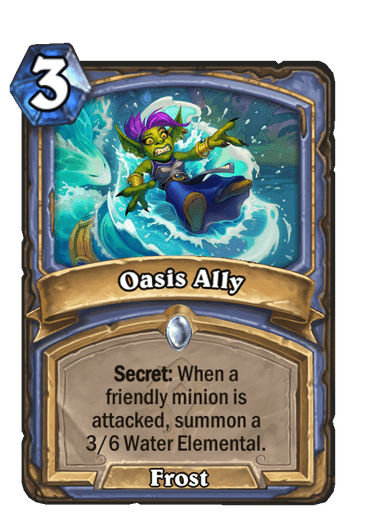 3
Oasis Ally
Secret: When a
friendly minion is
attacked, summon a
3/6 Water Elemental.
Frost